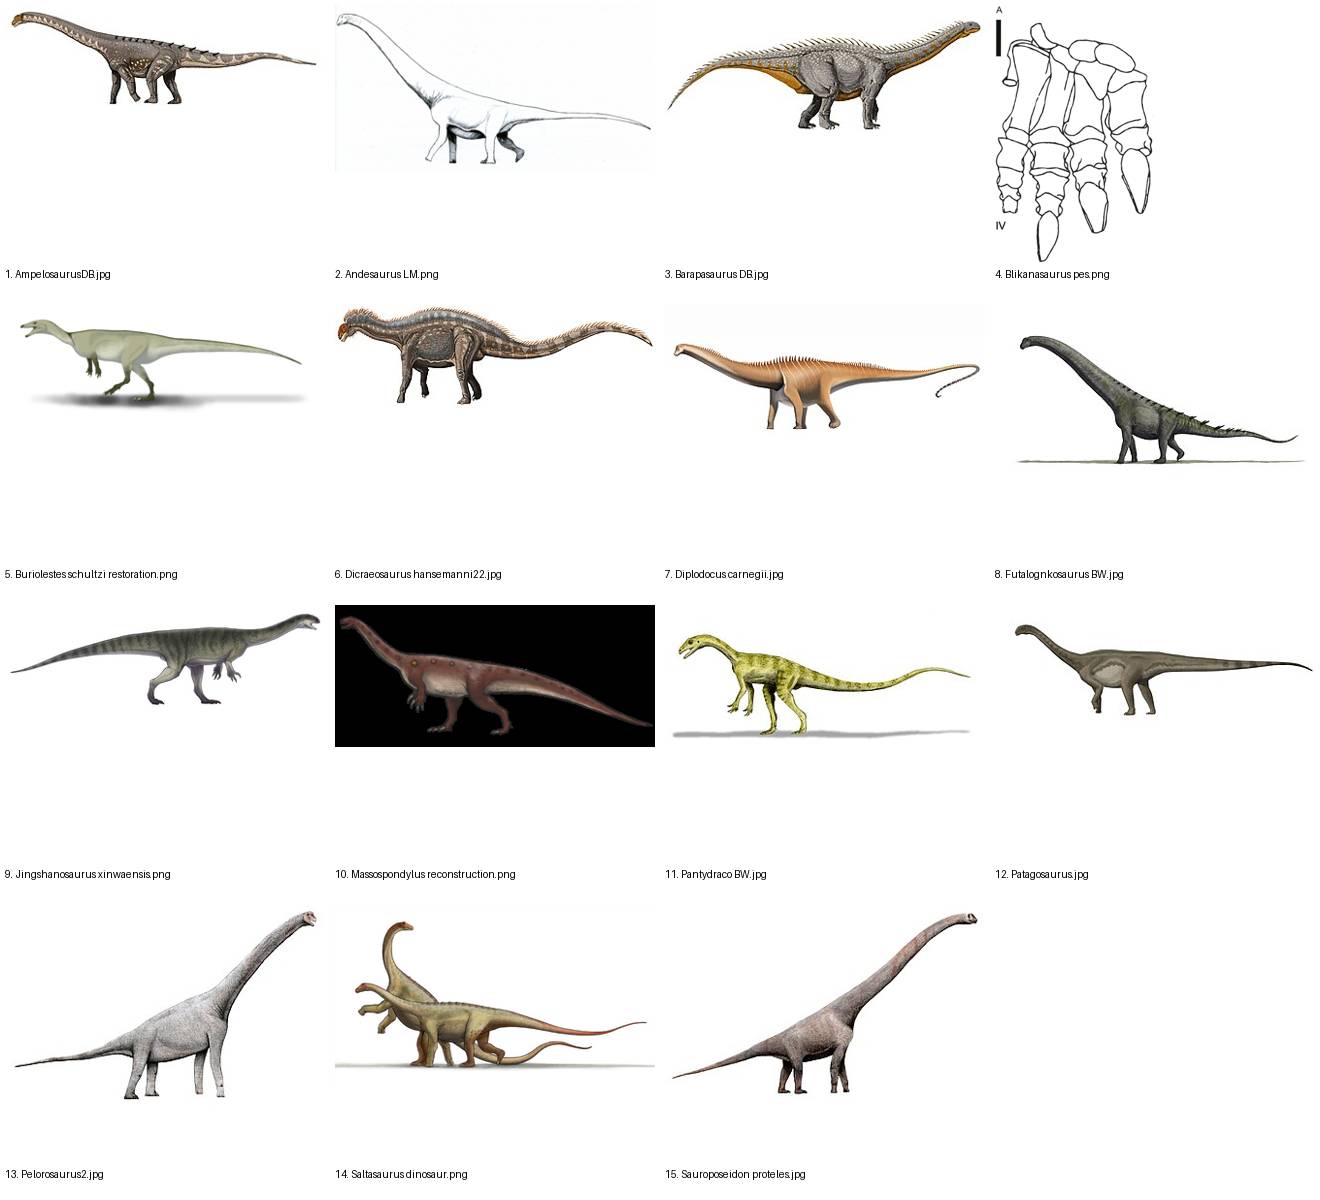 A
IV
1. AmpelosaurusDB.jpg
2. Andesaurus LM.png
3. Barapasaurus DB.jpg
4. Blikanasaurus pes.png
5. Buriolestes schultzi restoration.png
6. Dicraeosaurus hansemanni22.jpg
7. Diplodocus carnegii.jpg
8. Futalognkosaurus BW.jpg
9. Jingshanosaurus xinwaensis.png
10. Massospondylus reconstruction.png
11. Pantydraco BW.jpg
12. Patagosaurus.jpg
13. Pelorosaurus2.jpg
14. Saltasaurus dinosaur.png
15. Sauroposeidon proteles.jpg